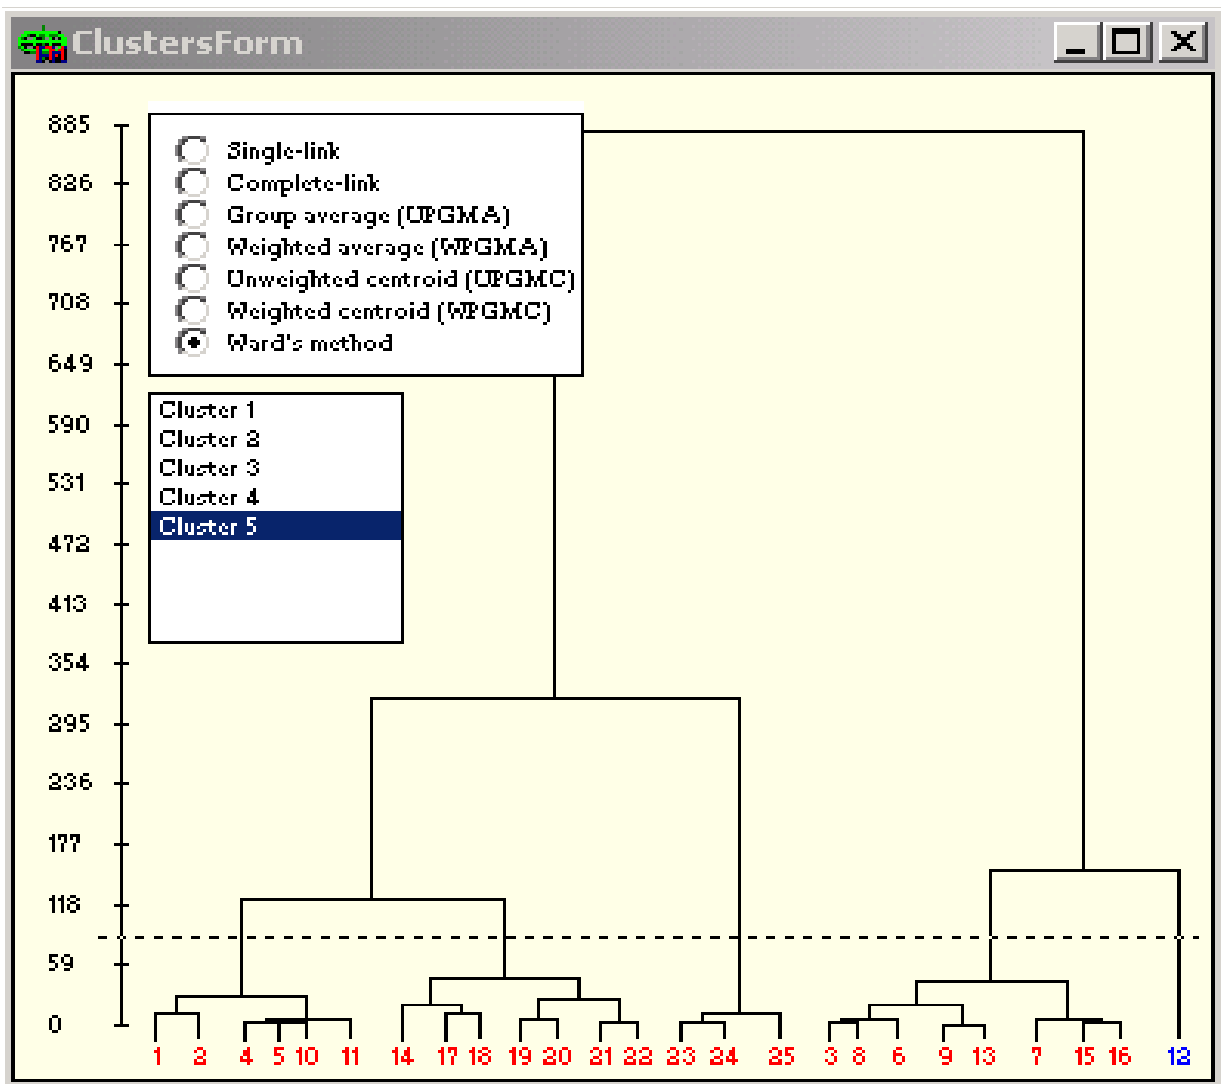 ClustersForm
885
826
767
708
649
590
531
472
413
354
295
236
177
118
59
0
Single-link
Complete-link
Group average (UPGMA)
Weighted average (WPGMA)
Unweighted centroid (UPGMC)
Weighted centroid (WPGMC)
Ward's method
Cluster 1
Cluster 2
Cluster 3
Cluster 4
Cluster 5
1 2 4 5 10 11 14 17 18 19 20 21 22 23 24 25 3 8 6 9 13 7 15 16 12